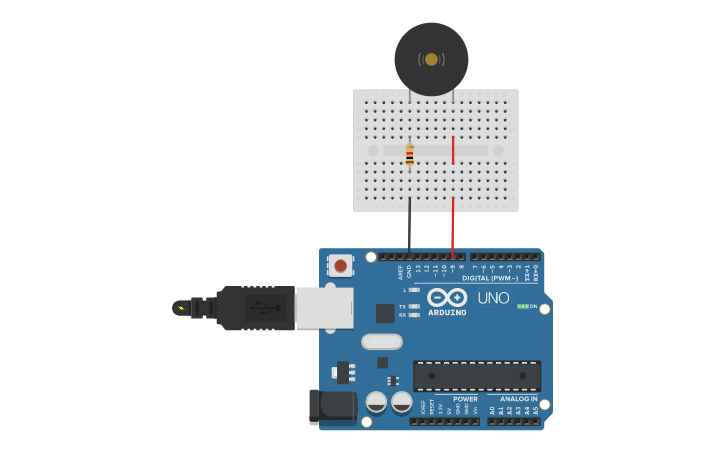 AREF
GND
13
12
~11
~10
~9
8
7
~6
~5
4
~3
2
TX→1
RX←0
DIGITAL (PWM~)
L
TX
RX
ARDUINO
UNO
ON
POWER
ANALOG IN
IOREF
RESET
3.3V
5V
GND
GND
Vin
A0
A1
A2
A3
A4
A5